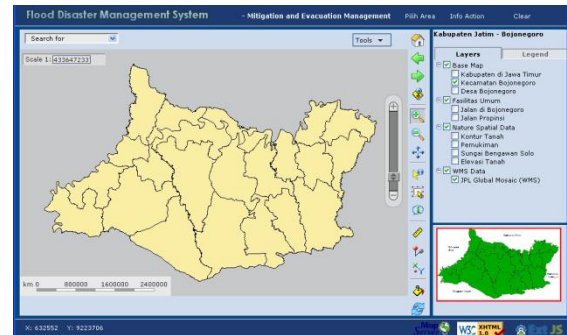 Flood Disaster Management System - Mitigation and Evacuation Management Pilih Area Info Action Clear
Search for Tools
Scale 1: 433647233
km 0 800000 1600000 2400000
Kabupaten Jatim - Bojonegoro
Layers Legend
Base Map
Kabupaten di Jawa Timur
Kecamatan Bojonegoro
Desa Bojonegoro
Fasilitas Umum
Jalan di Bojonegoro
Jalan Propinsi
Nature Spatial Data
Kontur Tanah
Pemukiman
Sungai Bengawan Solo
Elevasi Tanah
WMS Data
JPL Global Mosaic (WMS)
X: 632552 Y: 9223706
Map Server W3C XHTML 1.0 Ext JS